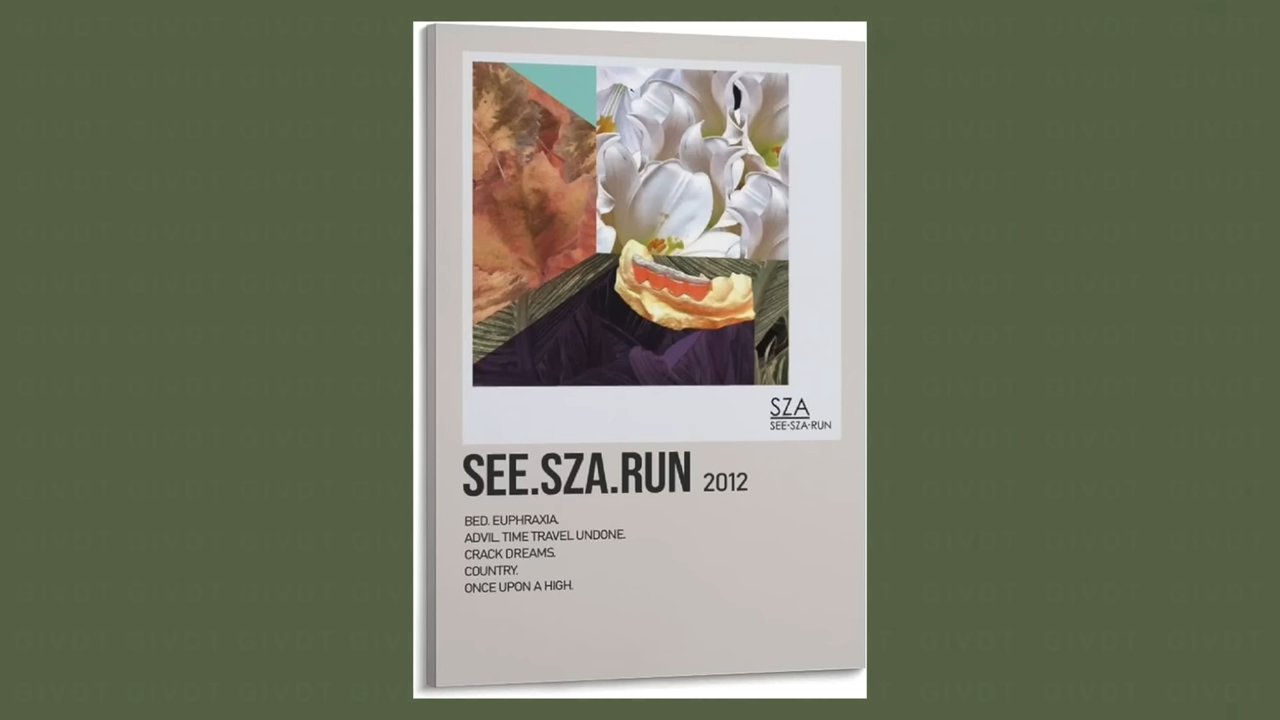 SZA
SEE•SZA•RUN
SEE.SZA.RUN 2012
BED. EUPHRAXIA.
ADVIL. TIME TRAVEL UNDONE.
CRACK DREAMS.
COUNTRY.
ONCE UPON A HIGH.